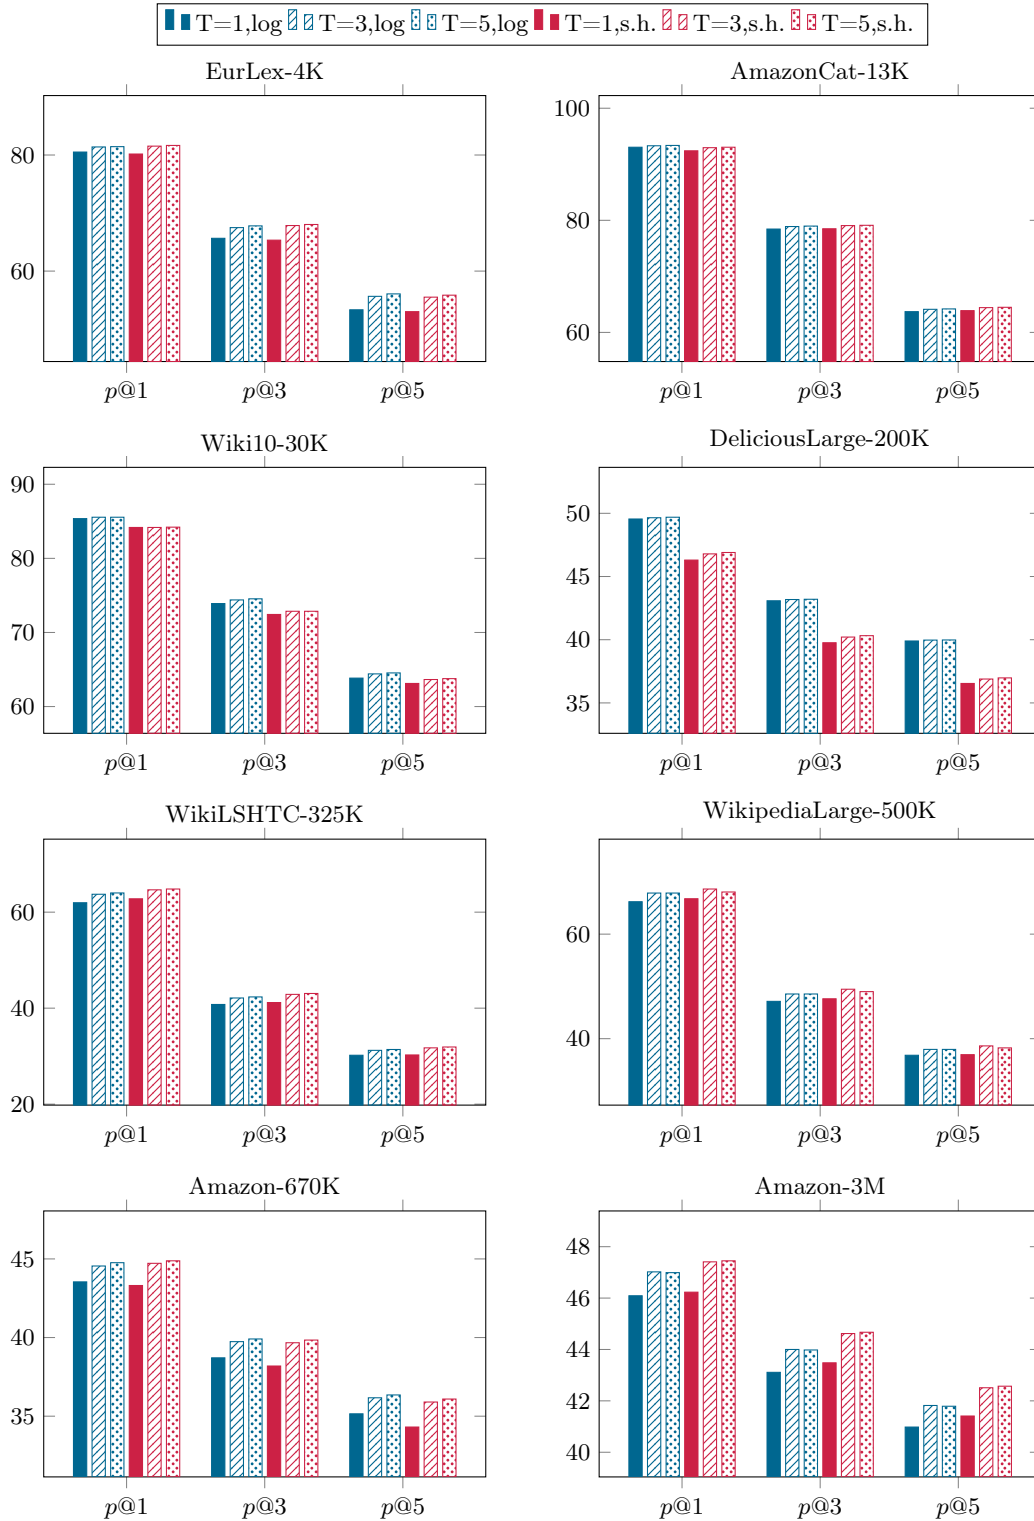 T=1,log T=3,log T=5,log T=1,s.h. T=3,s.h. T=5,s.h.
EurLex-4K
80
60
p@1 p@3 p@5
AmazonCat-13K
100
80
60
p@1 p@3 p@5
Wiki10-30K
90
80
70
60
p@1 p@3 p@5
DeliciousLarge-200K
50
45
40
35
p@1 p@3 p@5
WikiLSHTC-325K
60
40
20
p@1 p@3 p@5
WikipediaLarge-500K
60
40
p@1 p@3 p@5
Amazon-670K
45
40
35
p@1 p@3 p@5
Amazon-3M
48
46
44
42
40
p@1 p@3 p@5